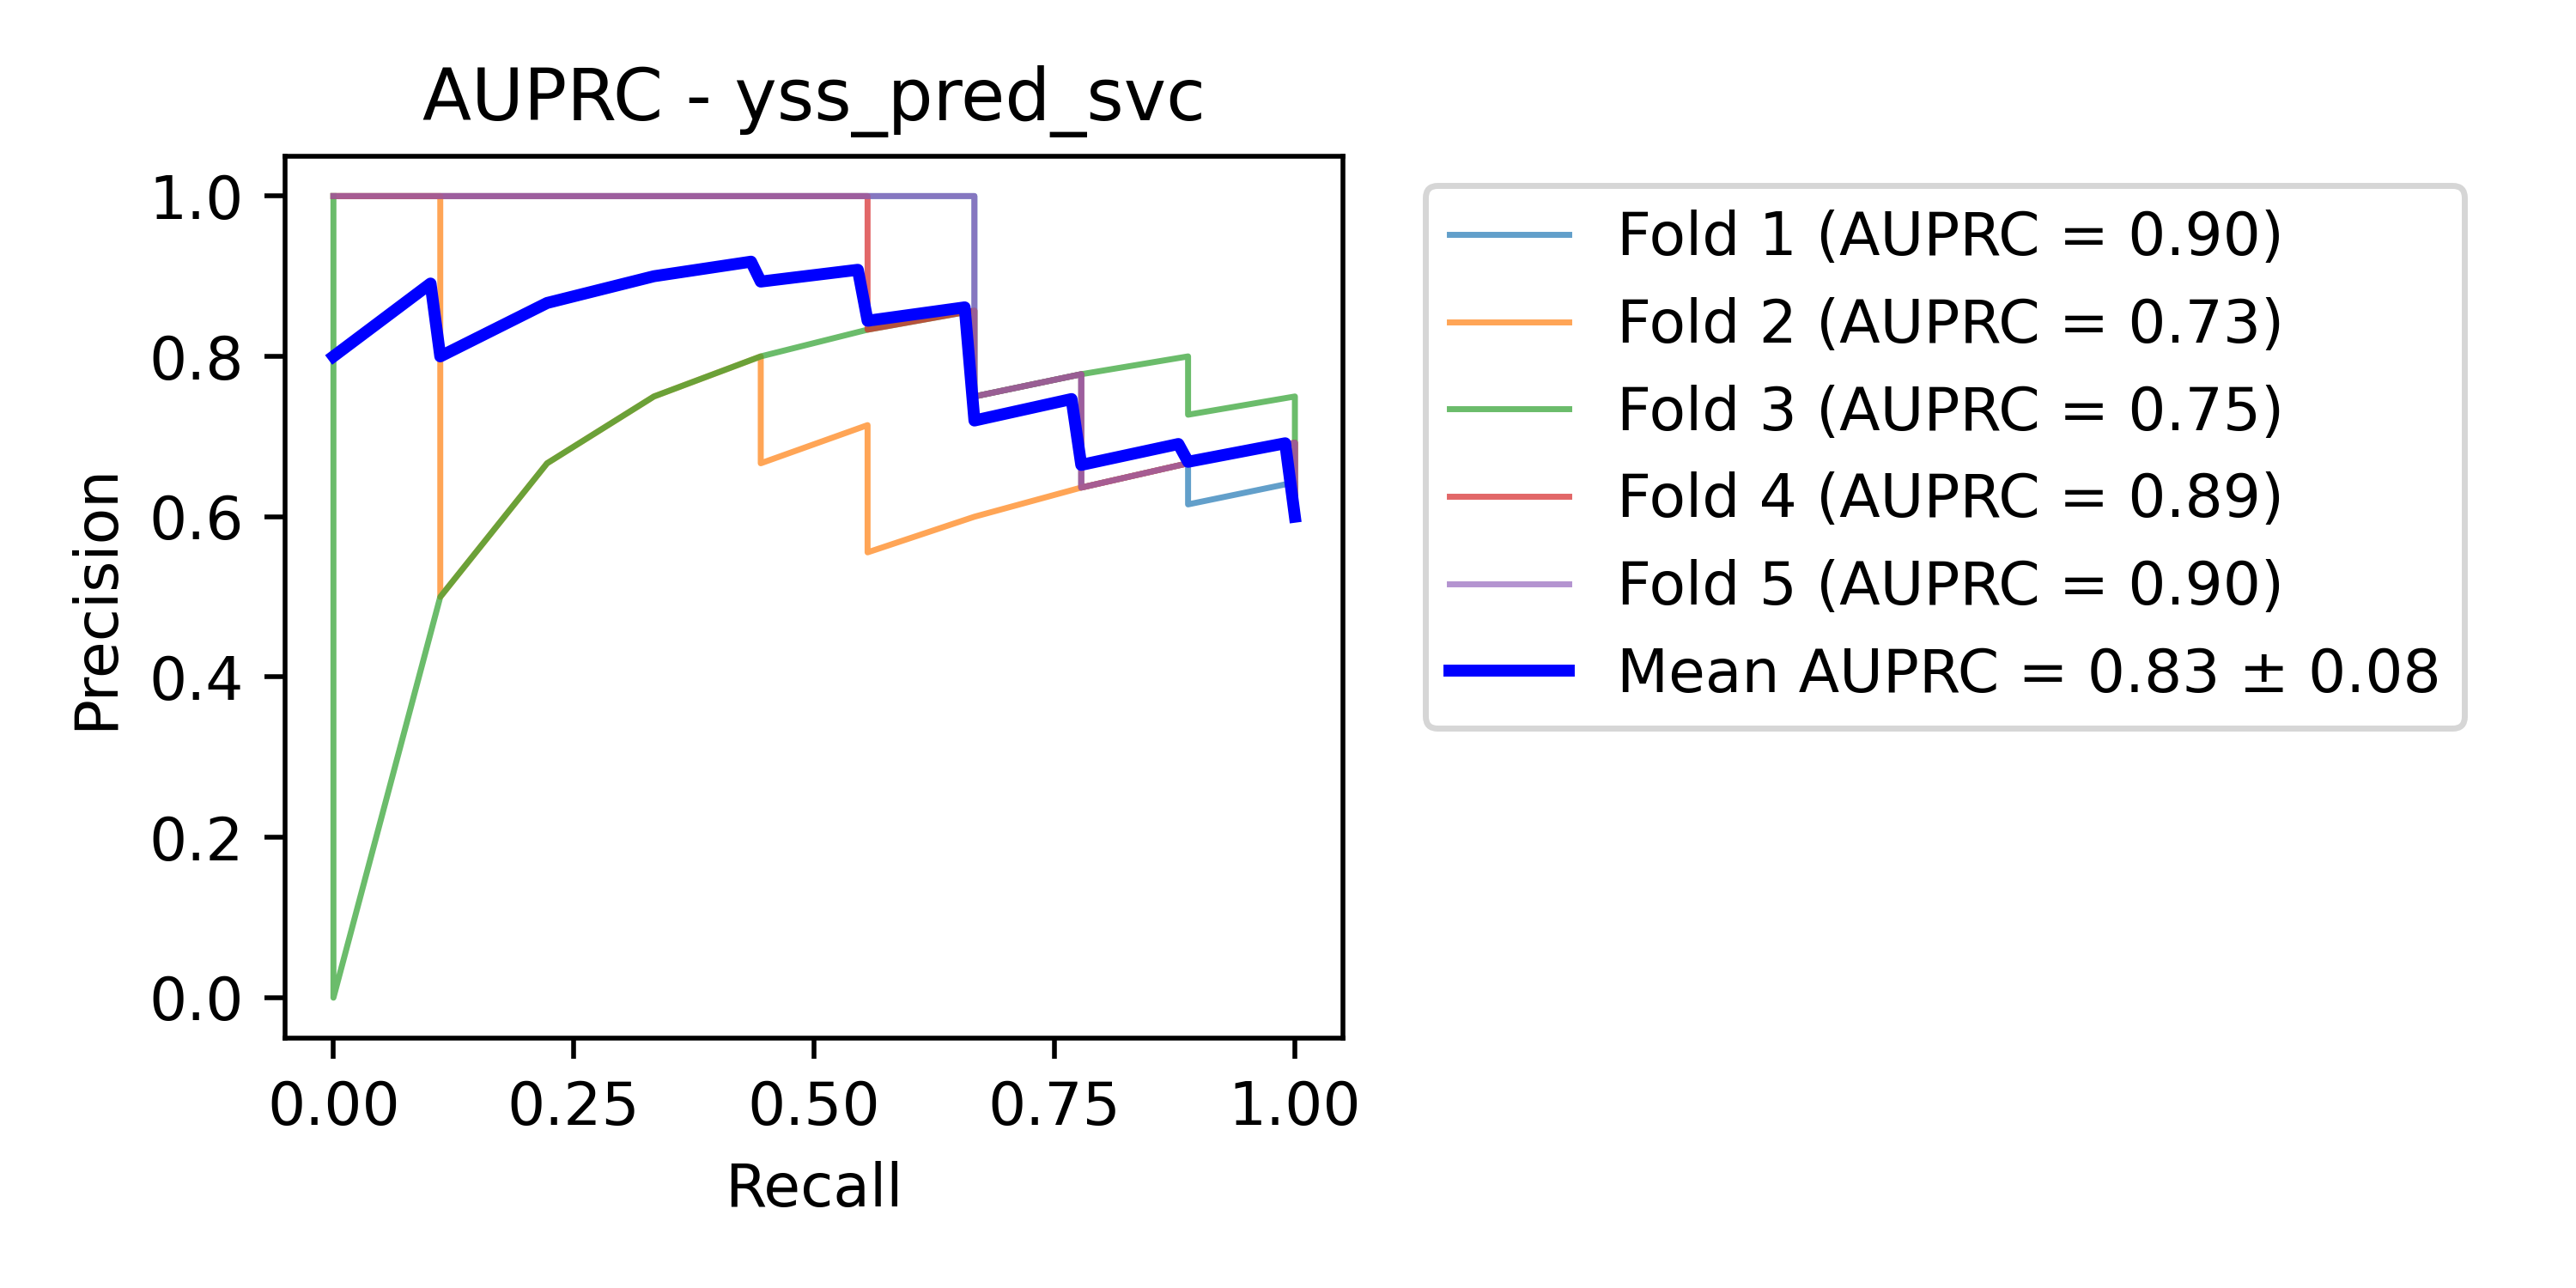 AUPRC - yss_pred_svc
1.0
0.8
0.6
0.4
0.2
0.0
Precision
0.00 0.25 0.50 0.75 1.00
Recall
Fold 1 (AUPRC = 0.90)
Fold 2 (AUPRC = 0.73)
Fold 3 (AUPRC = 0.75)
Fold 4 (AUPRC = 0.89)
Fold 5 (AUPRC = 0.90)
Mean AUPRC = 0.83 ± 0.08